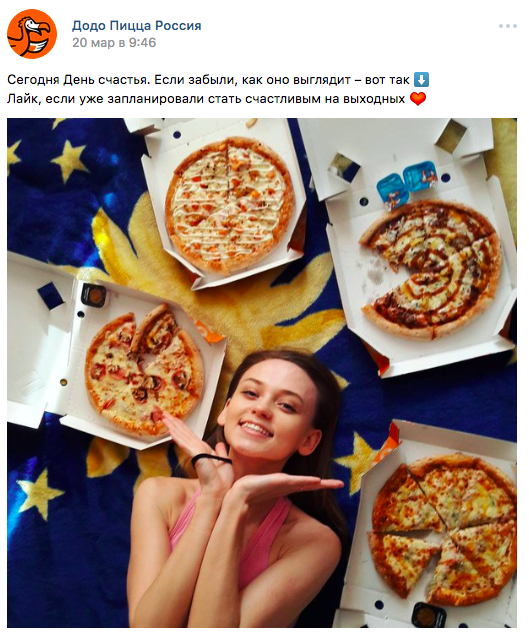 Додо Пицца Россия
20 мар в 9:46
Сегодня День счастья. Если забыли, как оно выглядит – вот так ⬇️
Лайк, если уже запланировали стать счастливым на выходных ❤️